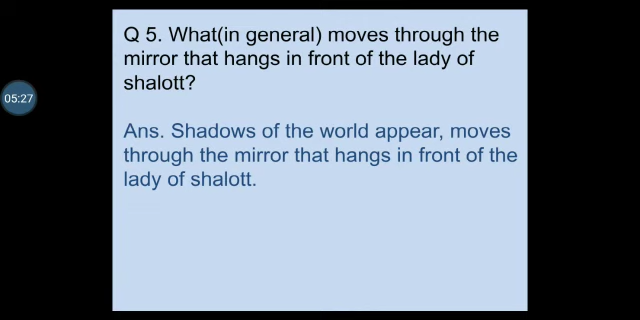 Q 5. What(in general) moves through the
mirror that hangs in front of the lady of
shalott?
05:27
Ans. Shadows of the world appear, moves
through the mirror that hangs in front of the
lady of shalott.